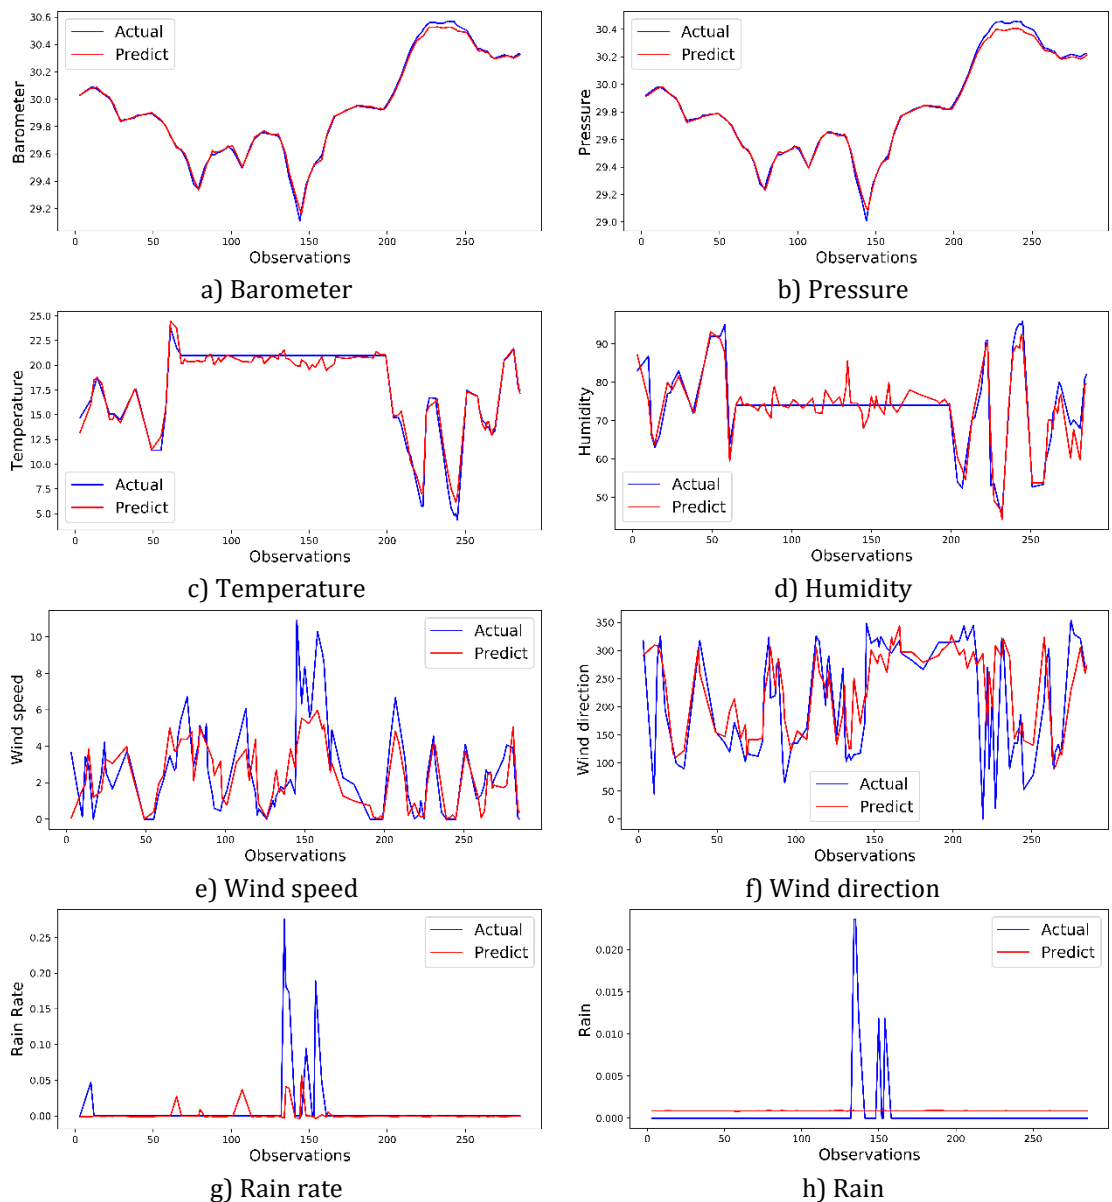 Actual
Predict
30.6
30.4
30.2
30.0
29.8
29.6
29.4
29.2
Barometer
0 50 100 150 200 250
Observations
a) Barometer
Actual
Predict
30.4
30.2
30.0
29.8
29.6
29.4
29.2
29.0
Pressure
0 50 100 150 200 250
Observations
b) Pressure
25.0
22.5
20.0
17.5
15.0
12.5
10.0
7.5
5.0
Temperature
Actual
Predict
0 50 100 150 200 250
Observations
c) Temperature
90
80
70
60
50
Humidity
Actual
Predict
0 50 100 150 200 250
Observations
d) Humidity
Actual
Predict
10
8
6
4
2
0
Wind speed
0 50 100 150 200 250
Observations
e) Wind speed
350
300
250
200
150
100
50
0
Wind direction
Actual
Predict
0 50 100 150 200 250
Observations
f) Wind direction
Actual
Predict
0.25
0.20
0.15
0.10
0.05
0.00
Rain Rate
0 50 100 150 200 250
Observations
g) Rain rate
Actual
Predict
0.020
0.015
0.010
0.005
0.000
Rain
0 50 100 150 200 250
Observations
h) Rain